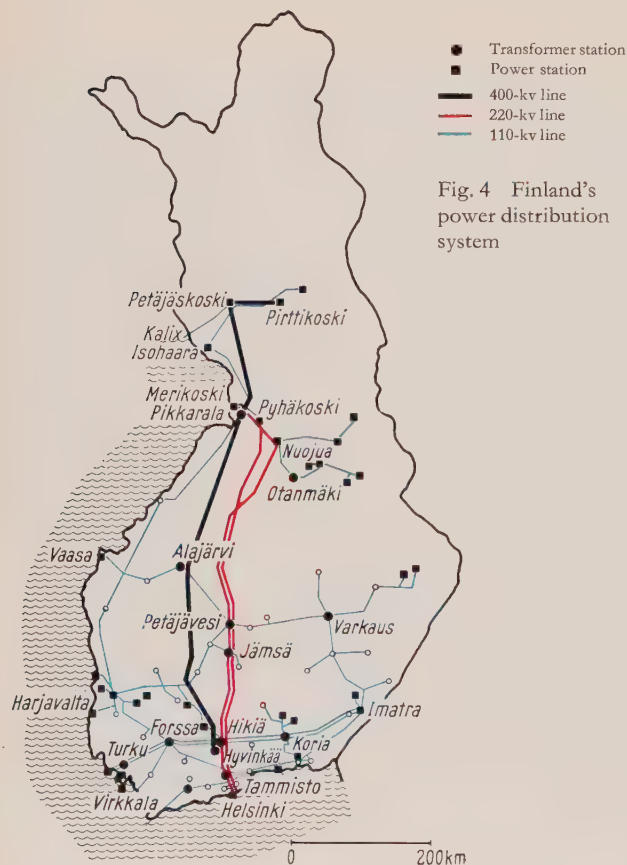 Transformer station
Power station
400-kv line
220-kv line
110-kv line
Fig. 4 Finland's
power distribution
system
Petäjäskoski
Pirttikoski
Kalix
Isohaara
Merikoski
Pikkarala
Pyhäkoski
Nuojua
Otanmäki
Vaasa
Alajärvi
Petäjävesi
Varkaus
Jämsä
Harjavalta
Imatra
Forssa
Hikiä
Koria
Turku
Hyvinkää
Tammisto
Virkkala
Helsinki
0 200km